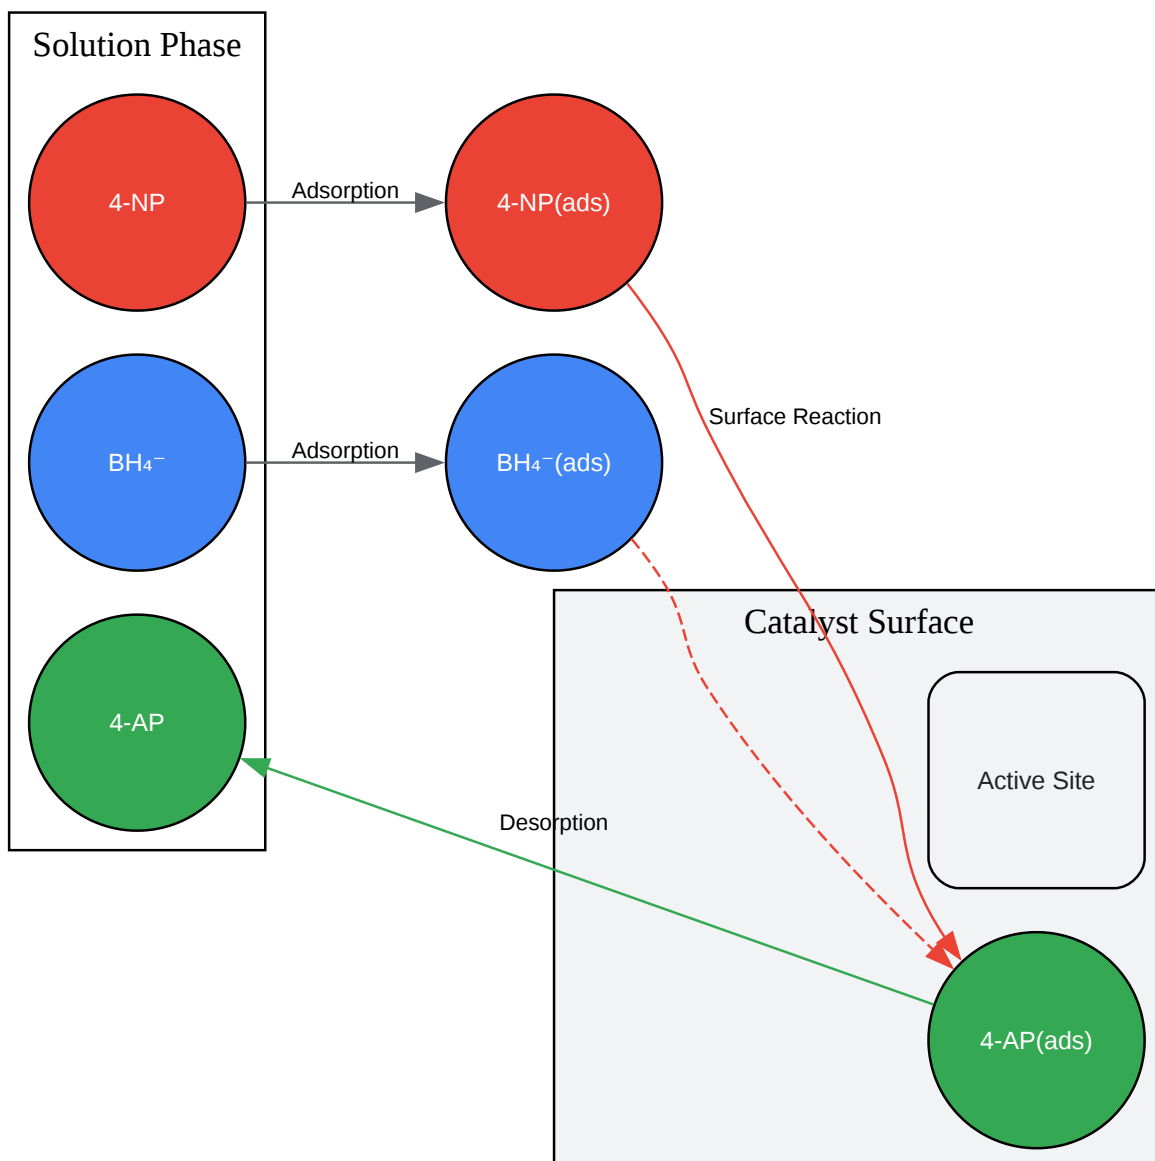 Solution Phase
4-NP
Adsorption
4-NP(ads)
BH₄⁻
Adsorption
BH₄⁻(ads)
Surface Reaction
Catalyst Surface
4-AP
Active Site
Desorption
4-AP(ads)